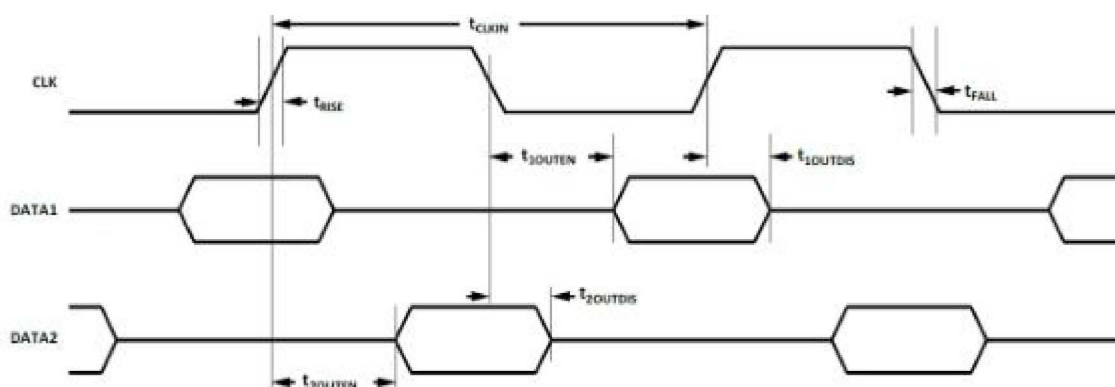 tCLKIN
CLK
tRISE
tFALL
t1OUTEN
t1OUTDIS
DATA1
t2OUTDIS
DATA2
t2OUTEN